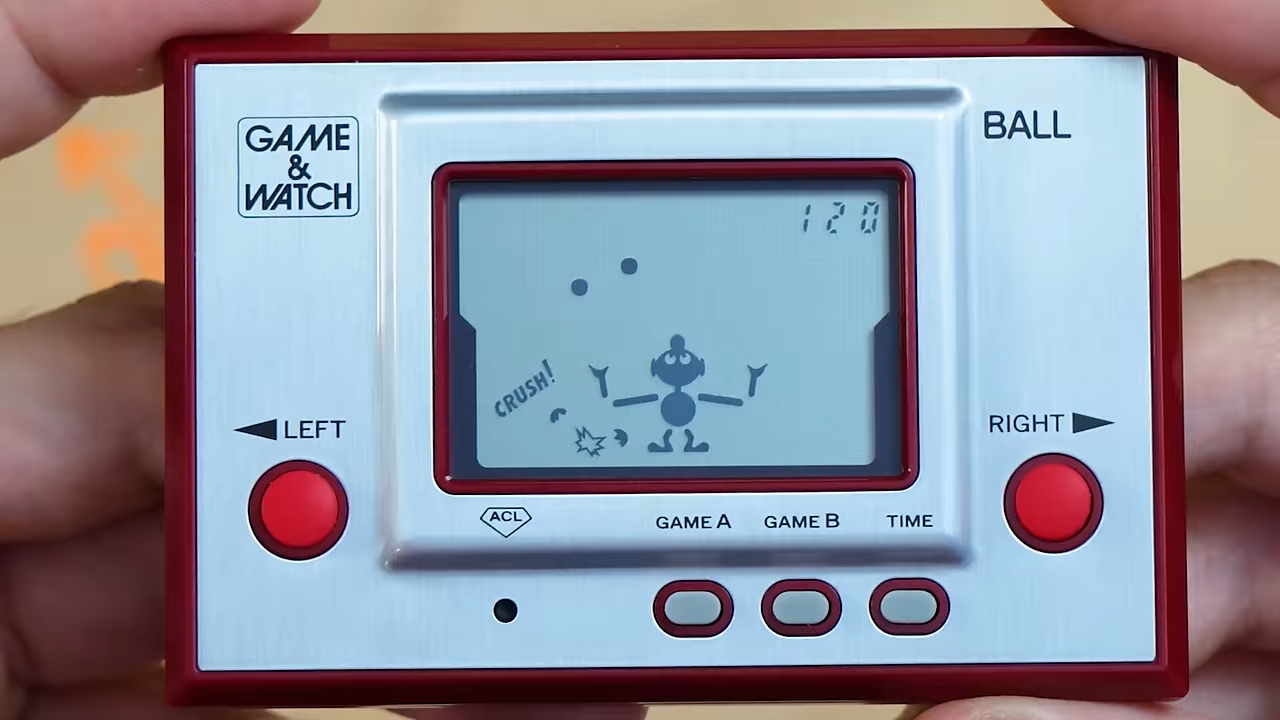 GAME
&
WATCH
BALL
120
CRUSH!
◀LEFT
RIGHT▶
ACL
GAME A
GAME B
TIME